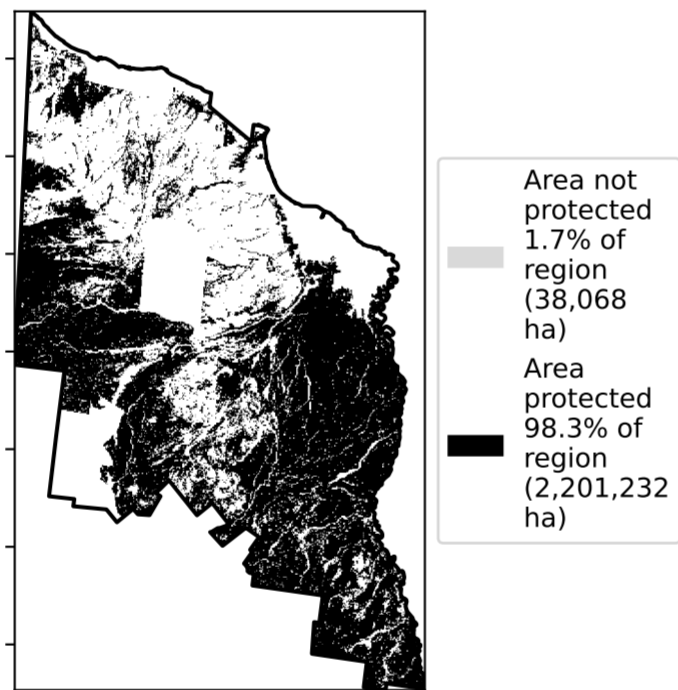 Area not
protected
1.7% of
region
(38,068
ha)
Area
protected
98.3% of
region
(2,201,232
ha)